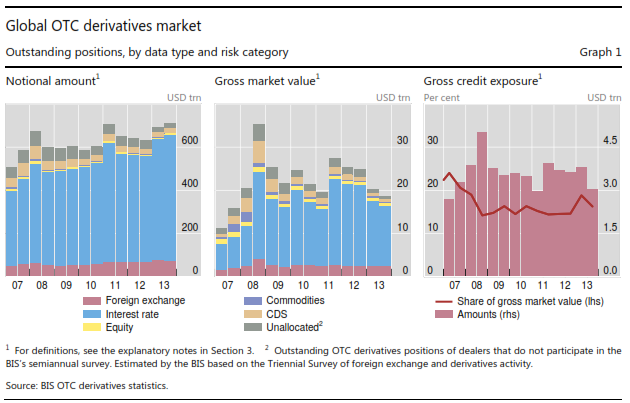 Global OTC derivatives market
Outstanding positions, by data type and risk category Graph 1
Notional amount¹ Gross market value¹ Gross credit exposure¹
USD trn USD trn Per cent USD trn
600 30 30 4.5
400 20 20 3.0
200 10 10 1.5
0 0 0 0.0
07 08 09 10 11 12 13 07 08 09 10 11 12 13 07 08 09 10 11 12 13
Foreign exchange Commodities Share of gross market value (lhs)
Interest rate CDS Amounts (rhs)
Equity Unallocated²
¹ For definitions, see the explanatory notes in Section 3. ² Outstanding OTC derivatives positions of dealers that do not participate in the
BIS's semiannual survey. Estimated by the BIS based on the Triennial Survey of foreign exchange and derivatives activity.
Source: BIS OTC derivatives statistics.